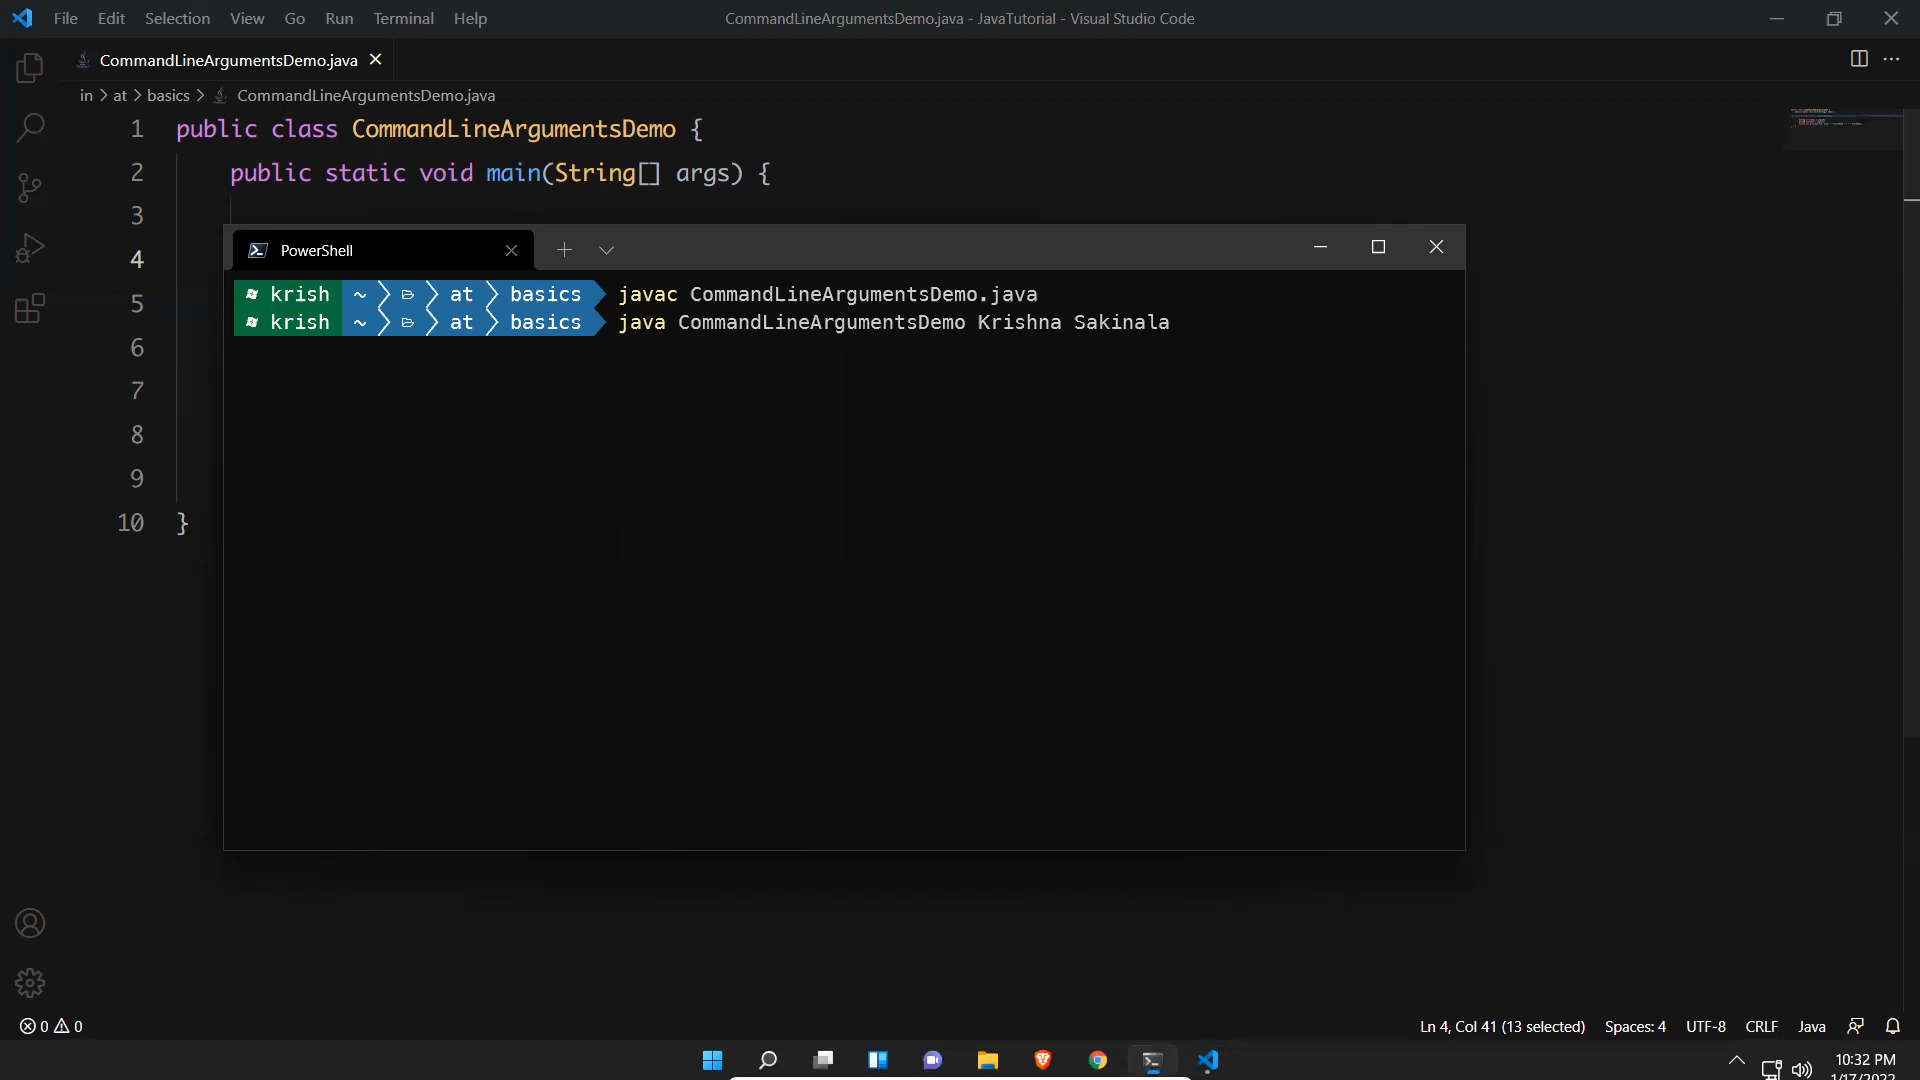 File Edit Selection View Go Run Terminal Help
CommandLineArgumentsDemo.java - JavaTutorial - Visual Studio Code
CommandLineArgumentsDemo.java
in > at > basics > CommandLineArgumentsDemo.java
1 public class CommandLineArgumentsDemo {
2 public static void main(String[] args) {
3
4
5
6
7
8
9
10 }
PowerShell
krish ~ at basics javac CommandLineArgumentsDemo.java
krish ~ at basics java CommandLineArgumentsDemo Krishna Sakinala
0 0
Ln 4, Col 41 (13 selected) Spaces: 4 UTF-8 CRLF Java
10:32 PM
1/17/2022